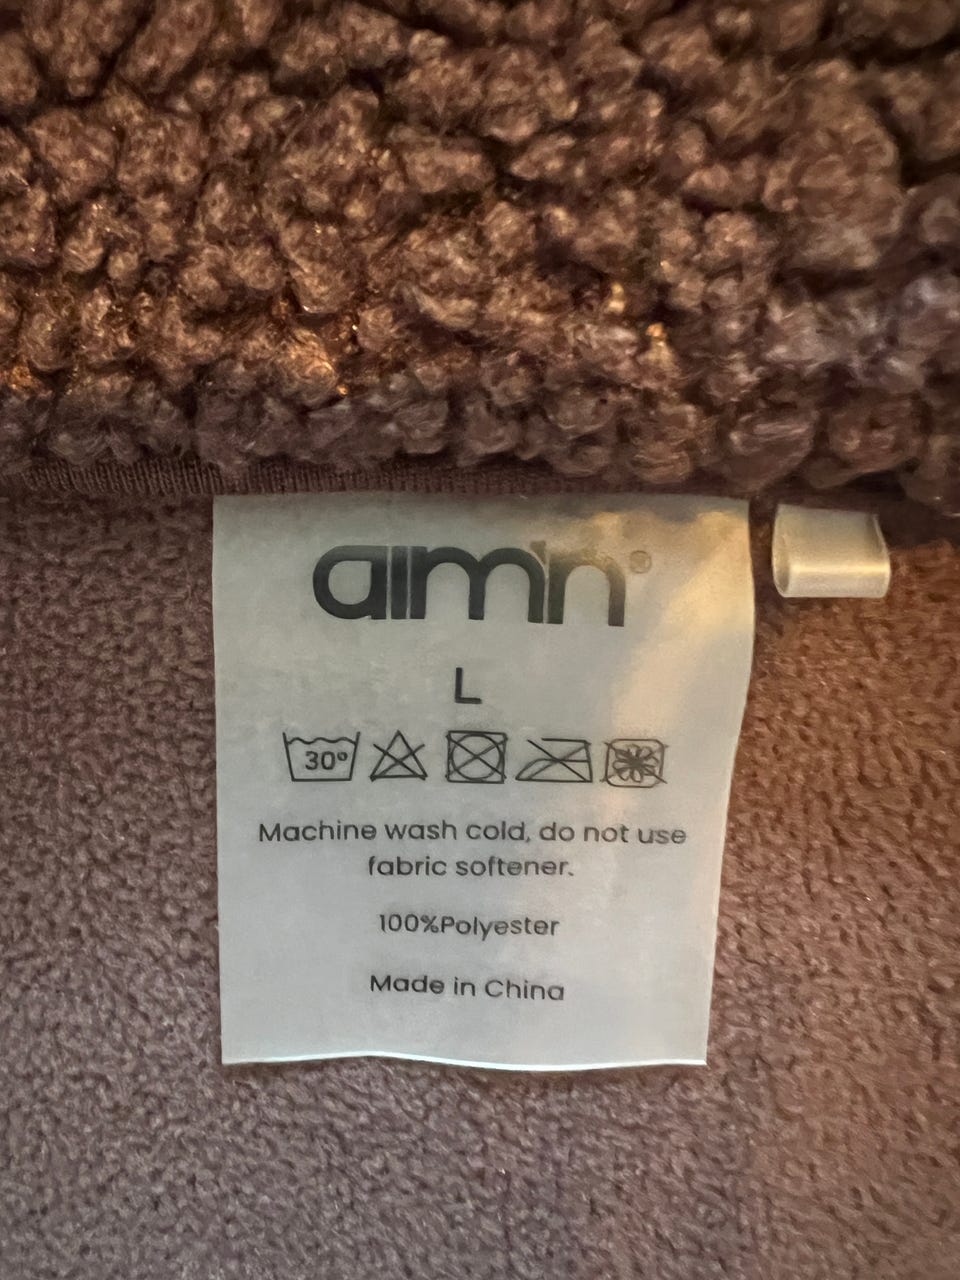 aim'n®
L
30°
Machine wash cold, do not use
fabric softener.
100%Polyester
Made in China